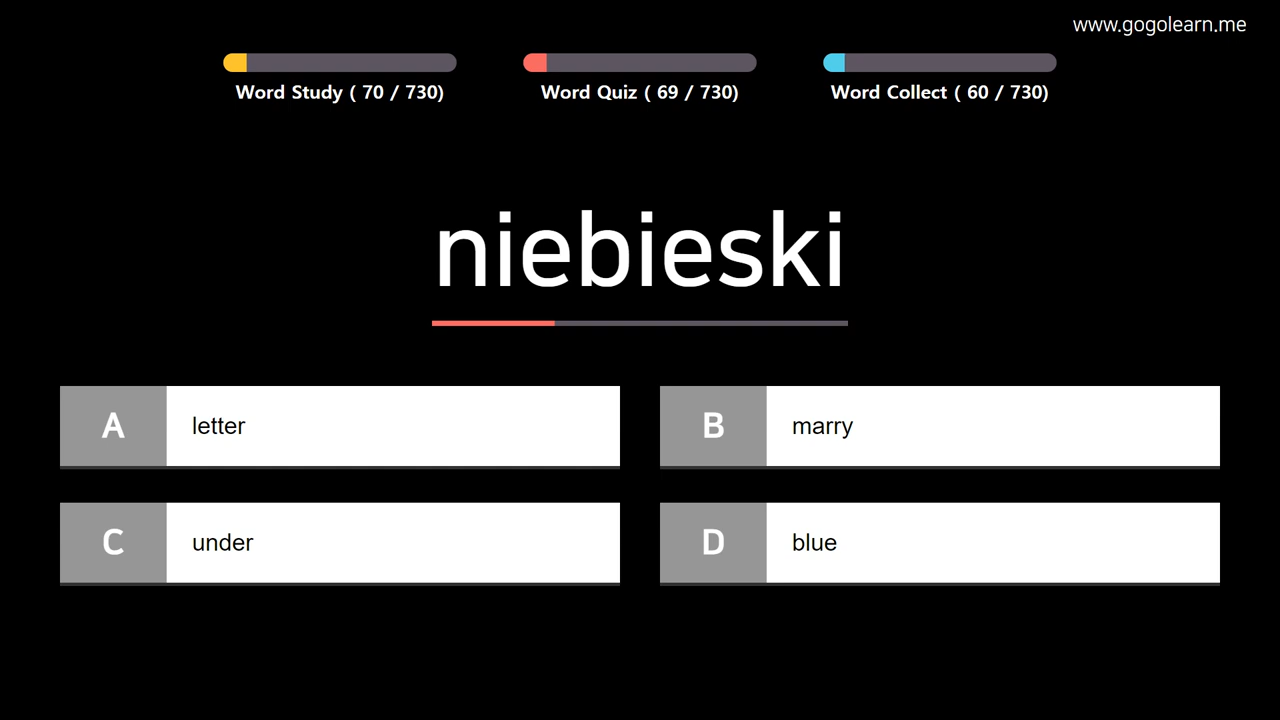 www.gogolearn.me
Word Study ( 70 / 730)
Word Quiz ( 69 / 730)
Word Collect ( 60 / 730)
niebieski
A letter
B marry
C under
D blue